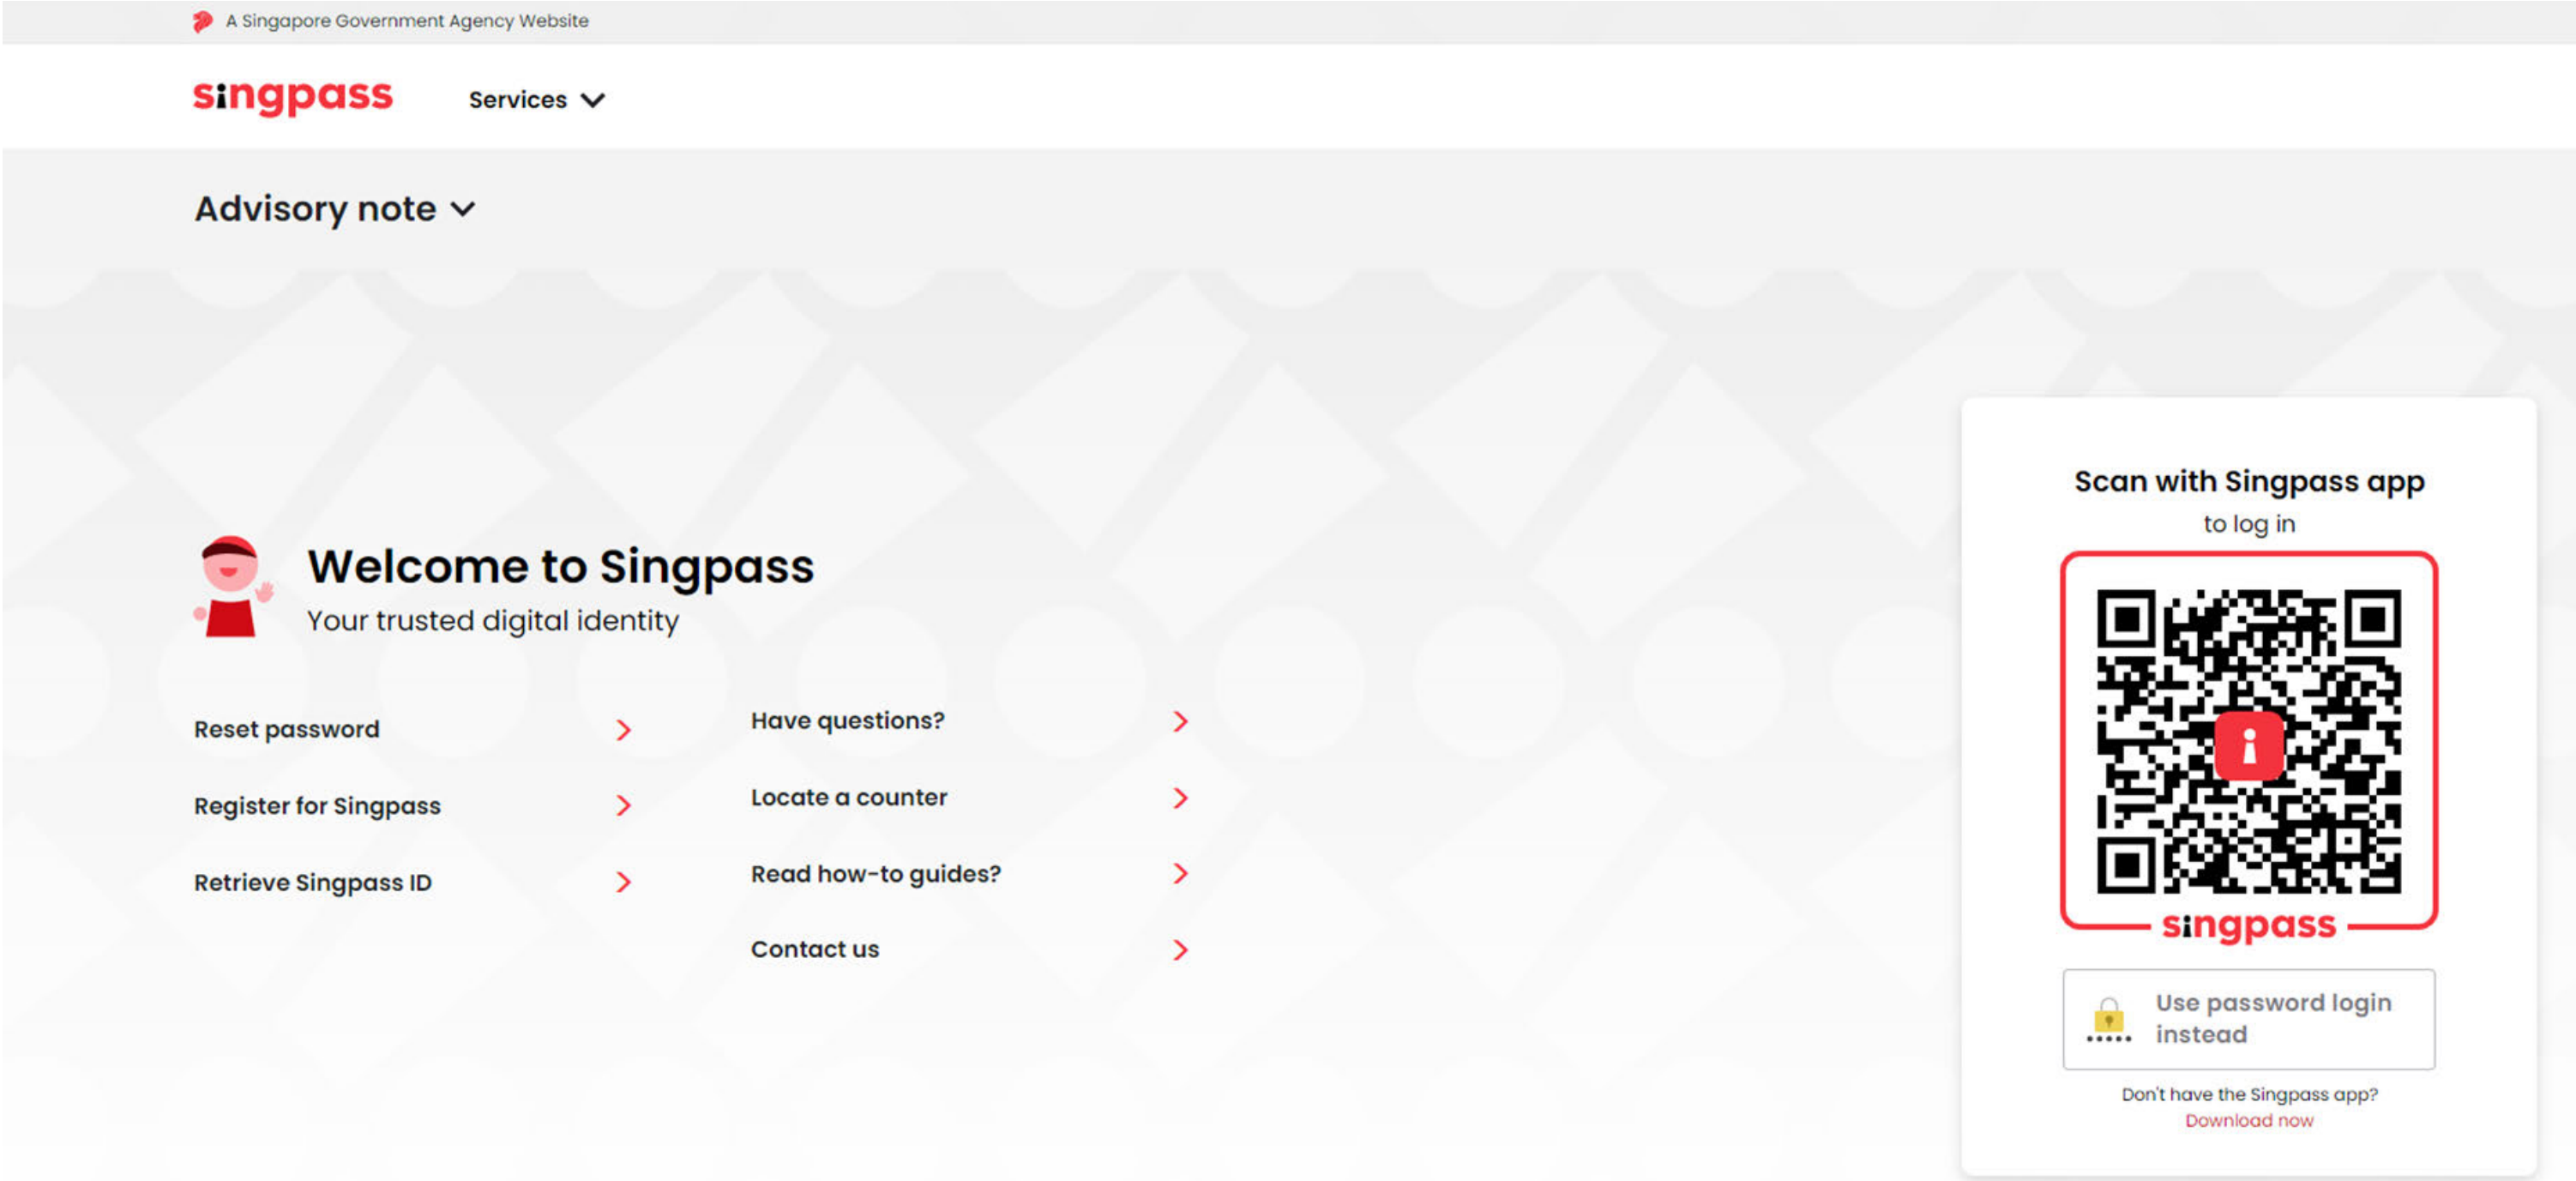 A Singapore Government Agency Website
singpass
Services
Advisory note
Welcome to Singpass
Your trusted digital identity
Reset password
Register for Singpass
Retrieve Singpass ID
Have questions?
Locate a counter
Read how-to guides?
Contact us
Scan with Singpass app
to log in
singpass
Use password login
instead
Don't have the Singpass app?
Download now